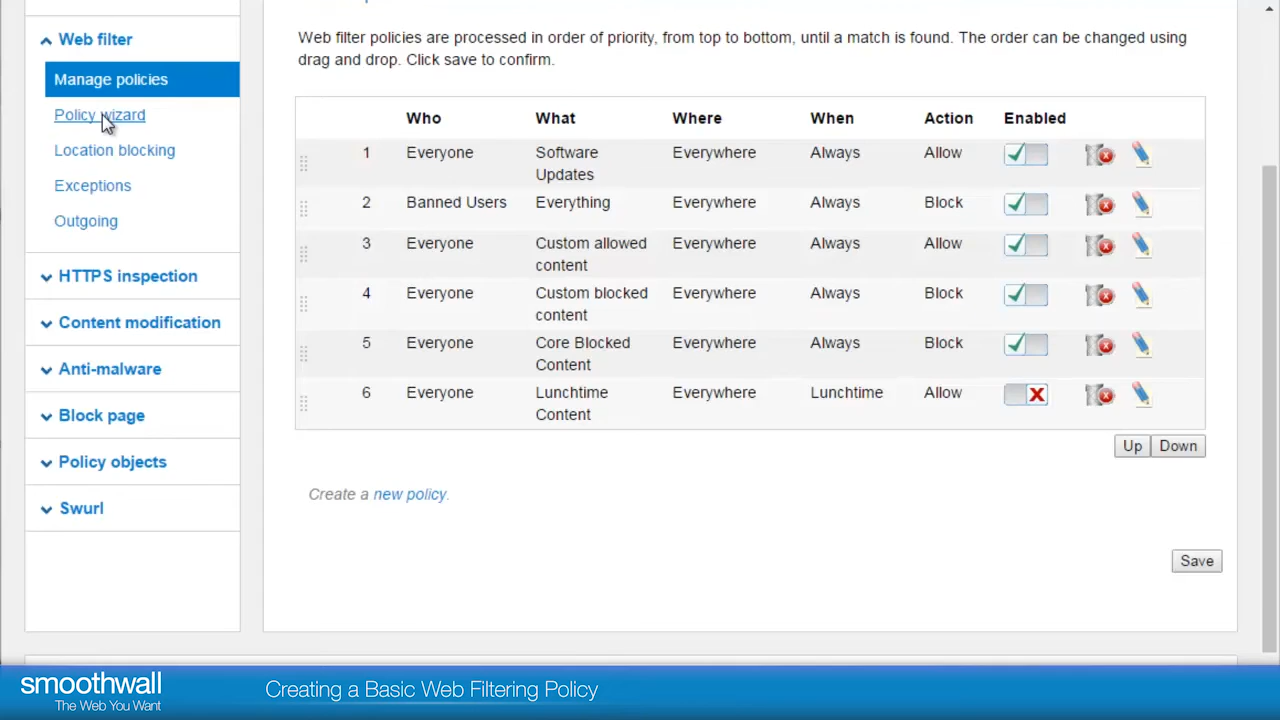 Web filter
Manage policies
Policy wizard
Location blocking
Exceptions
Outgoing
HTTPS inspection
Content modification
Anti-malware
Block page
Policy objects
Swurl
Web filter policies are processed in order of priority, from top to bottom, until a match is found. The order can be changed using
drag and drop. Click save to confirm.
Who What Where When Action Enabled
1 Everyone Software Everywhere Always Allow
Updates
2 Banned Users Everything Everywhere Always Block
3 Everyone Custom allowed Everywhere Always Allow
content
4 Everyone Custom blocked Everywhere Always Block
content
5 Everyone Core Blocked Everywhere Always Block
Content
6 Everyone Lunchtime Everywhere Lunchtime Allow
Content
Up Down
Create a new policy.
Save
smoothwall
The Web You Want
Creating a Basic Web Filtering Policy